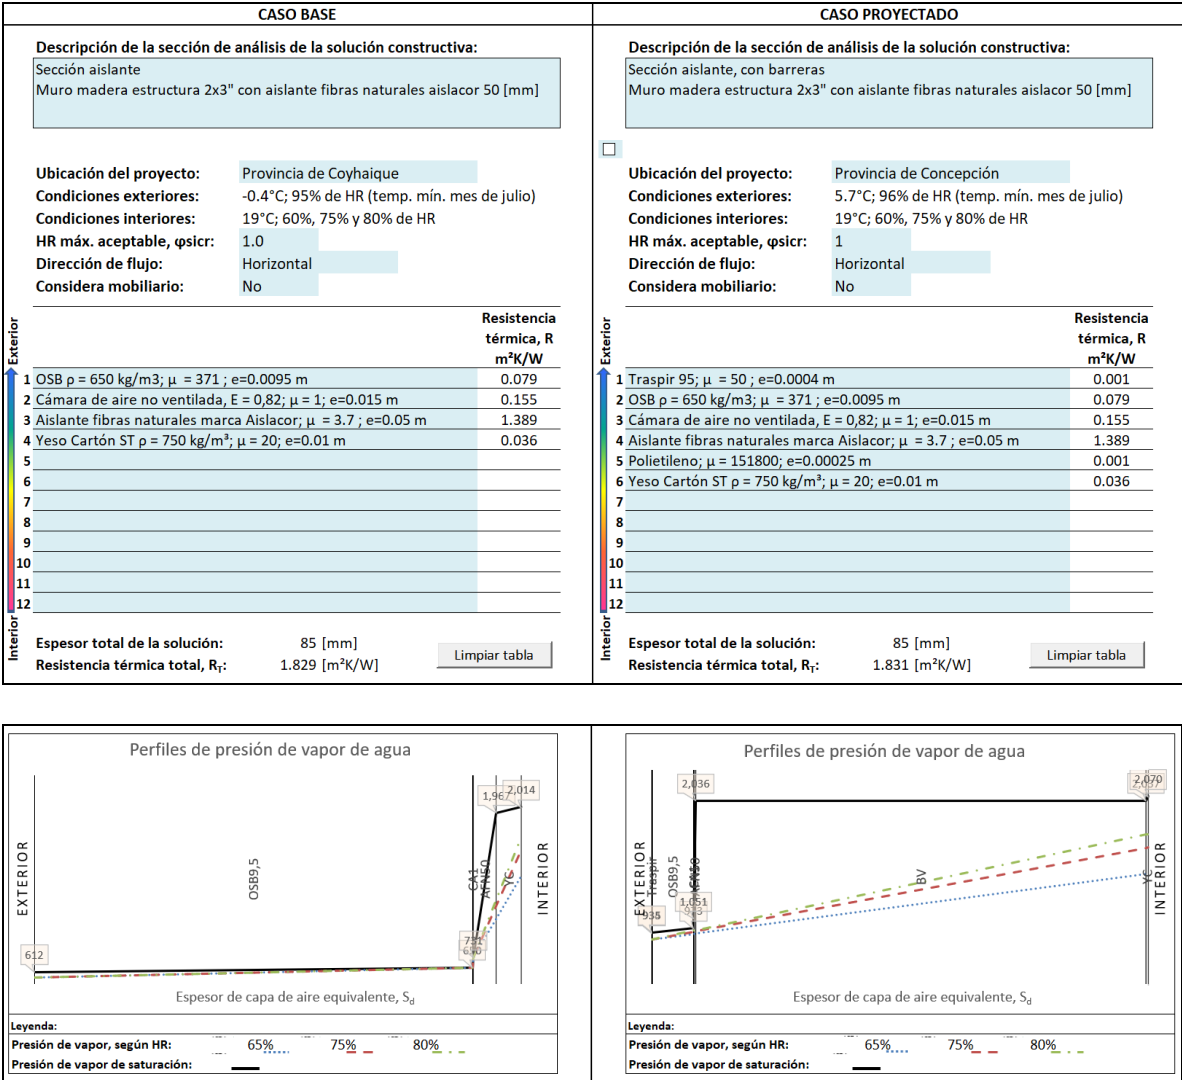 CASO BASE
Descripción de la sección de análisis de la solución constructiva:
Sección aislante
Muro madera estructura 2x3" con aislante fibras naturales aislacor 50 [mm]
Ubicación del proyecto: Provincia de Coyhaique
Condiciones exteriores: -0.4°C; 95% de HR (temp. mín. mes de julio)
Condiciones interiores: 19°C; 60%, 75% y 80% de HR
HR máx. aceptable, φsicr: 1.0
Dirección de flujo: Horizontal
Considera mobiliario: No
Resistencia
térmica, R
m²K/W
Exterior
1 OSB ρ = 650 kg/m3; μ = 371 ; e=0.0095 m 0.079
2 Cámara de aire no ventilada, E = 0,82; μ = 1; e=0.015 m 0.155
3 Aislante fibras naturales marca Aislacor; μ = 3.7 ; e=0.05 m 1.389
4 Yeso Cartón ST ρ = 750 kg/m³; μ = 20; e=0.01 m 0.036
5
6
7
8
9
10
11
12
Interior
Espesor total de la solución: 85 [mm]
Resistencia térmica total, RT: 1.829 [m²K/W]
Limpiar tabla
CASO PROYECTADO
Descripción de la sección de análisis de la solución constructiva:
Sección aislante, con barreras
Muro madera estructura 2x3" con aislante fibras naturales aislacor 50 [mm]
Ubicación del proyecto: Provincia de Concepción
Condiciones exteriores: 5.7°C; 96% de HR (temp. mín. mes de julio)
Condiciones interiores: 19°C; 60%, 75% y 80% de HR
HR máx. aceptable, φsicr: 1
Dirección de flujo: Horizontal
Considera mobiliario: No
Resistencia
térmica, R
m²K/W
Exterior
1 Traspir 95; μ = 50 ; e=0.0004 m 0.001
2 OSB ρ = 650 kg/m3; μ = 371 ; e=0.0095 m 0.079
3 Cámara de aire no ventilada, E = 0,82; μ = 1; e=0.015 m 0.155
4 Aislante fibras naturales marca Aislacor; μ = 3.7 ; e=0.05 m 1.389
5 Polietileno; μ = 151800; e=0.00025 m 0.001
6 Yeso Cartón ST ρ = 750 kg/m³; μ = 20; e=0.01 m 0.036
7
8
9
10
11
12
Interior
Espesor total de la solución: 85 [mm]
Resistencia térmica total, RT: 1.831 [m²K/W]
Limpiar tabla
Perfiles de presión de vapor de agua
2,014
EXTERIOR
OSB9,5
CA1
AFN50
YC
INTERIOR
731
612
Espesor de capa de aire equivalente, Sd
Leyenda:
Presión de vapor, según HR: 65% 75% 80%
Presión de vapor de saturación:
Perfiles de presión de vapor de agua
2,036
2,070
EXTERIOR
Traspir
OSB9,5
BV
YC
INTERIOR
1,051
Espesor de capa de aire equivalente, Sd
Leyenda:
Presión de vapor, según HR: 65% 75% 80%
Presión de vapor de saturación: